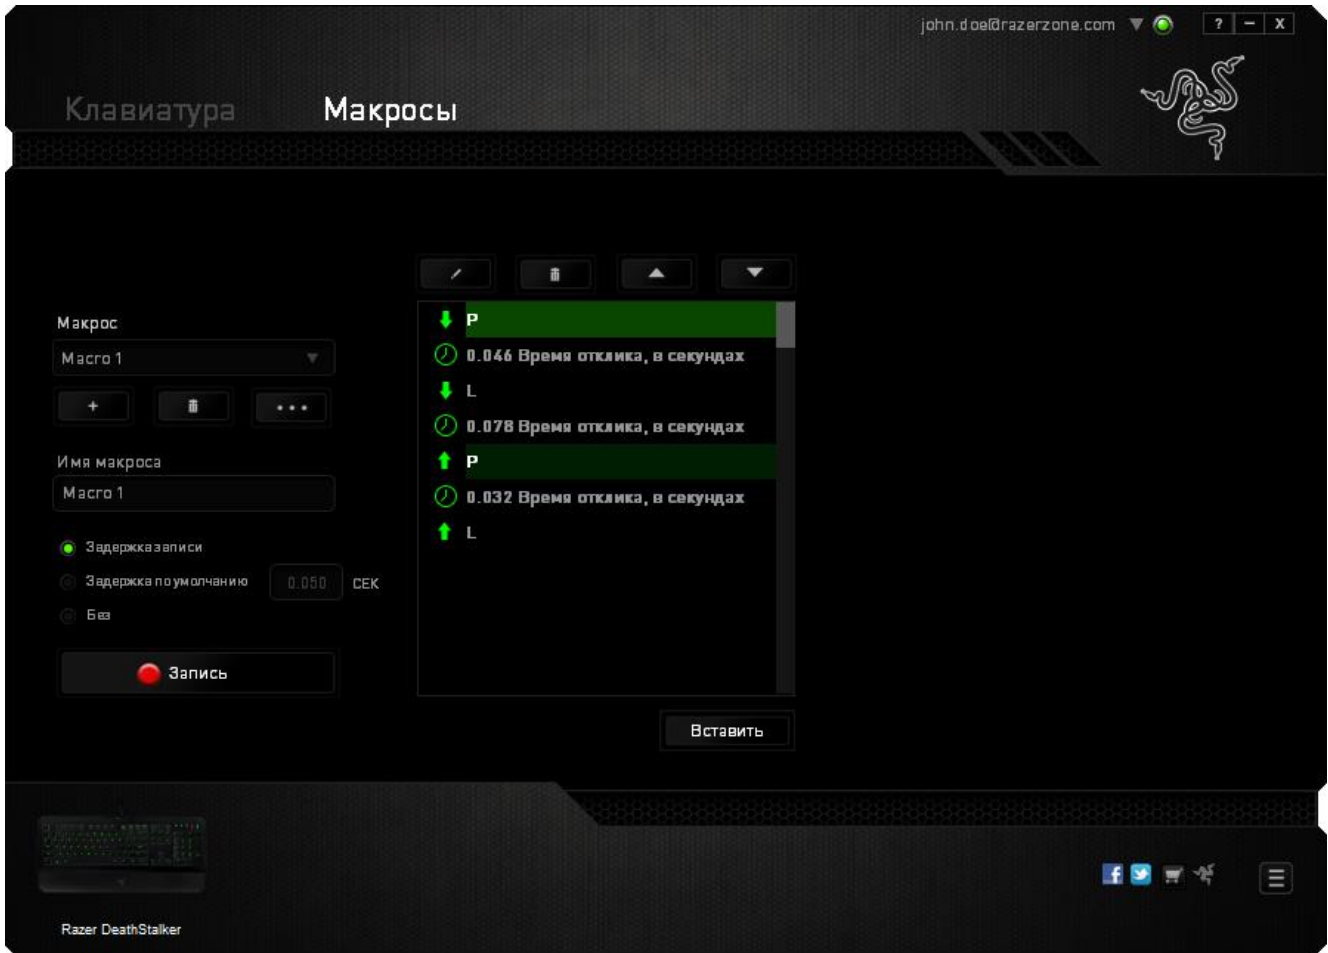 john.doe@razerzone.com
? – X
Клавиатура Макросы
Макрос
Macro 1
+
Имя макроса
Macro 1
Задержка записи
Задержка по умолчанию 0.050 СЕК
Без
Запись
P
0.046 Время отклика, в секундах
L
0.078 Время отклика, в секундах
P
0.032 Время отклика, в секундах
L
Вставить
Razer DeathStalker